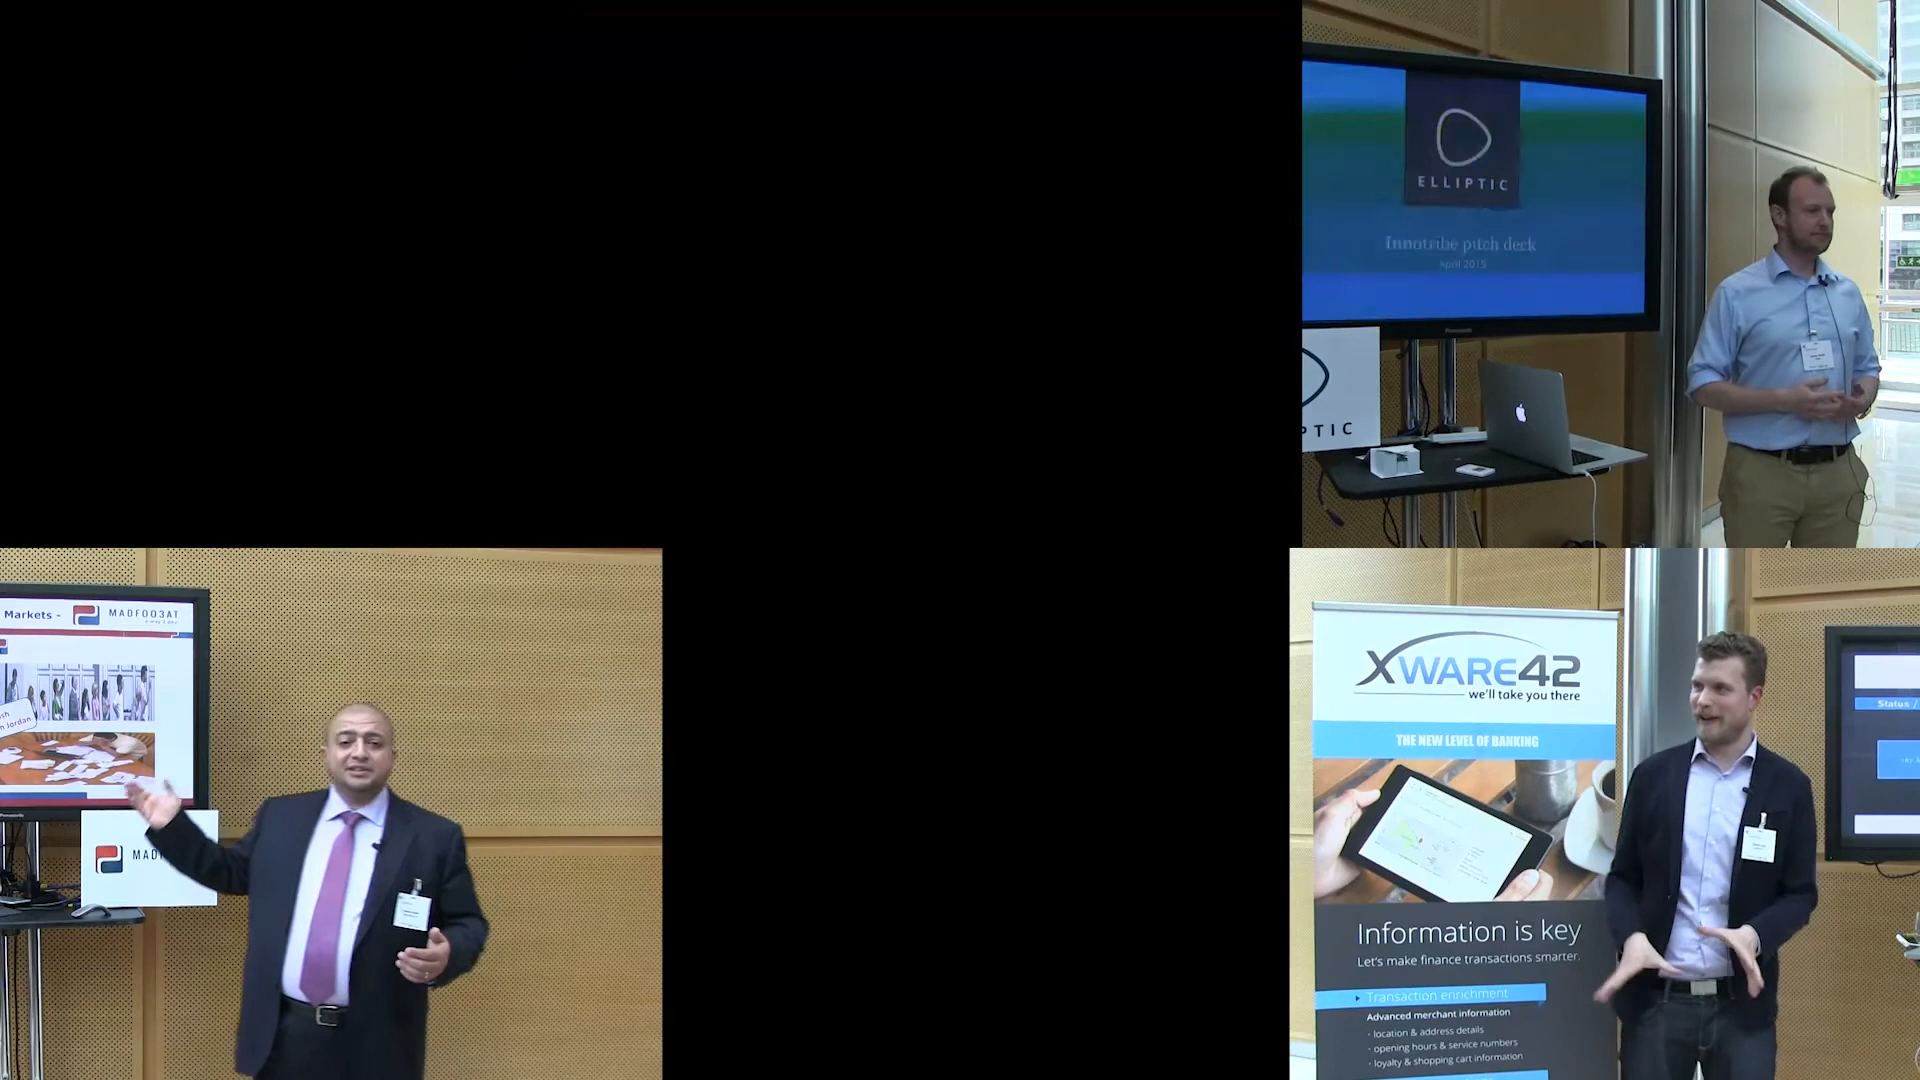 ELLIPTIC
Innotribe pitch deck
April 2015
PTIC
Markets -
MADFOO3AT
n Jordan
MAD
XWARE42
we'll take you there
THE NEW LEVEL OF BANKING
Information is key
Let's make finance transactions smarter.
Transaction enrichment
Advanced merchant information
- location & address details
- opening hours & service numbers
- loyalty & shopping cart information
Status /